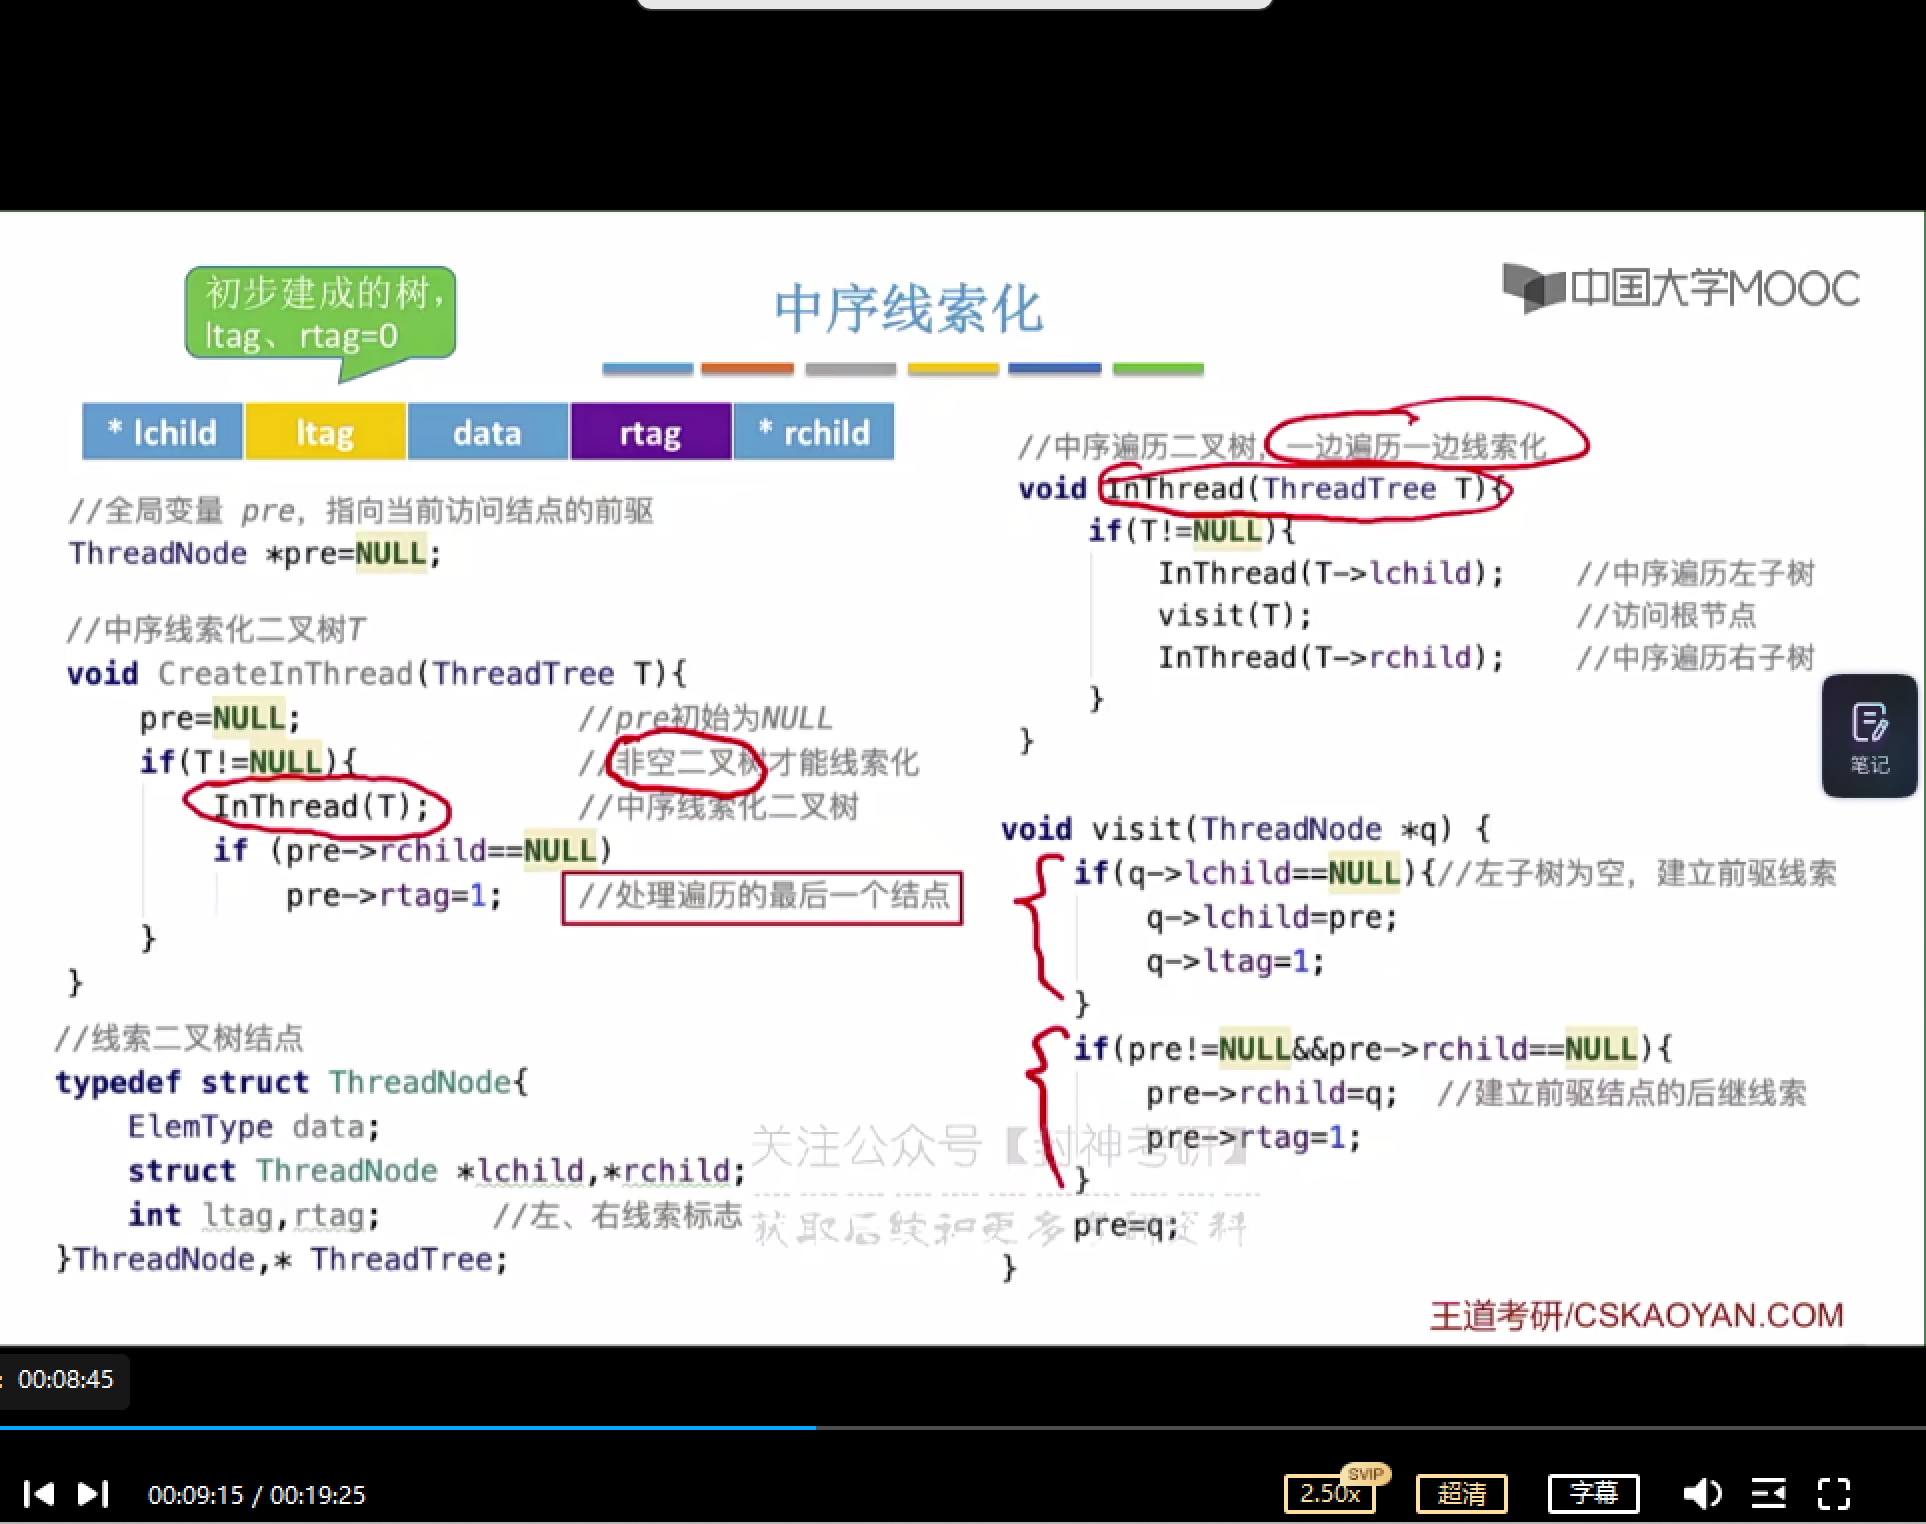 初步建成的树,
ltag、rtag=0
中序线索化
中国大学MOOC
* lchild ltag data rtag * rchild
//全局变量 pre, 指向当前访问结点的前驱
ThreadNode *pre=NULL;
//中序线索化二叉树T
void CreateInThread(ThreadTree T){
pre=NULL; //pre初始为NULL
if(T!=NULL){ //非空二叉树才能线索化
InThread(T); //中序线索化二叉树
if (pre->rchild==NULL)
pre->rtag=1; //处理遍历的最后一个结点
}
}
//线索二叉树结点
typedef struct ThreadNode{
ElemType data;
struct ThreadNode *lchild,*rchild;
int ltag,rtag; //左、右线索标志
}ThreadNode,* ThreadTree;
//中序遍历二叉树, 一边遍历一边线索化
void InThread(ThreadTree T){
if(T!=NULL){
InThread(T->lchild); //中序遍历左子树
visit(T); //访问根节点
InThread(T->rchild); //中序遍历右子树
}
}
void visit(ThreadNode *q) {
if(q->lchild==NULL){//左子树为空, 建立前驱线索
q->lchild=pre;
q->ltag=1;
}
if(pre!=NULL&&pre->rchild==NULL){
pre->rchild=q; //建立前驱结点的后继线索
pre->rtag=1;
}
pre=q;
}
关注公众号【封神考研】
获取后续和更多考研资料
王道考研/CSKAOYAN.COM
笔记
: 00:08:45
00:09:15 / 00:19:25
SVIP
2.50x 超清 字幕